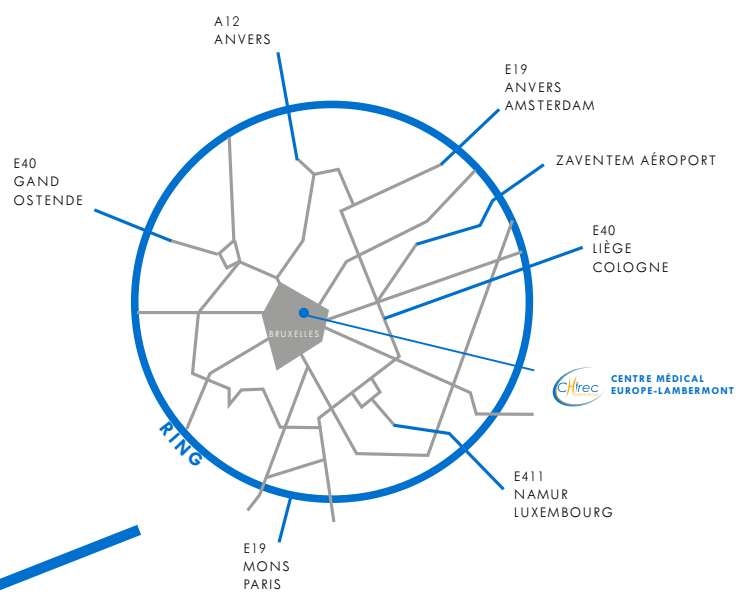 A12
ANVERS
E19
ANVERS
AMSTERDAM
ZAVENTEM AÉROPORT
E40
GAND
OSTENDE
E40
LIÈGE
COLOGNE
BRUXELLES
CHirec
CENTRE MÉDICAL
EUROPE-LAMBERMONT
RING
E411
NAMUR
LUXEMBOURG
E19
MONS
PARIS